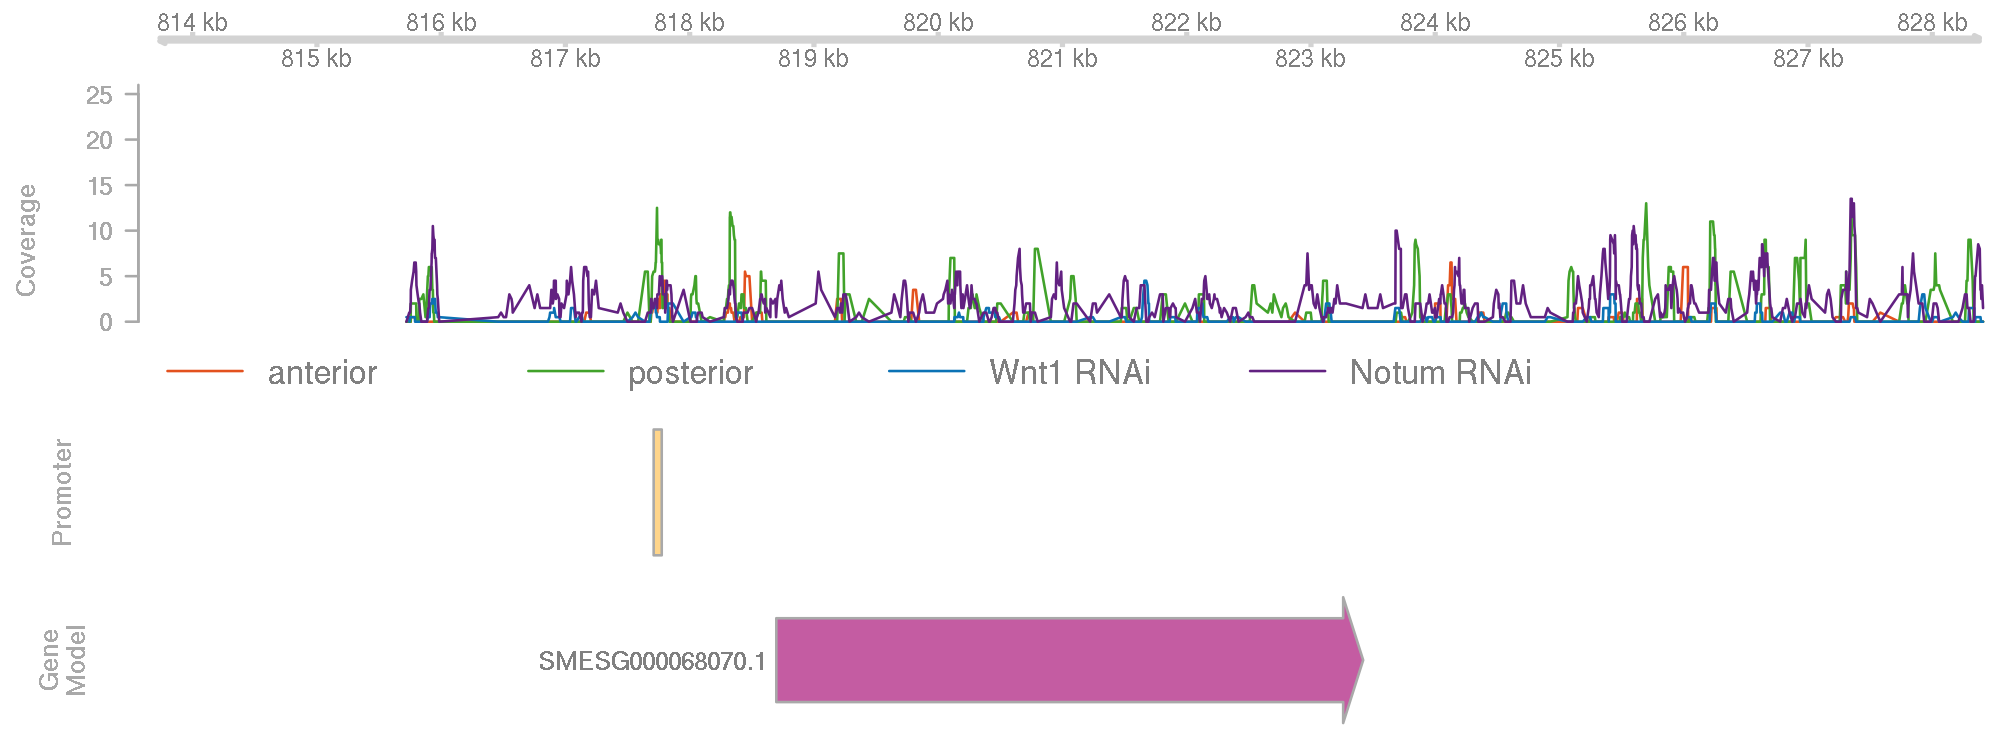 814 kb 816 kb 818 kb 820 kb 822 kb 824 kb 826 kb 828 kb
815 kb 817 kb 819 kb 821 kb 823 kb 825 kb 827 kb
Coverage
25
20
15
10
5
0
anterior posterior Wnt1 RNAi Notum RNAi
Promoter
Gene
Model
SMESG000068070.1